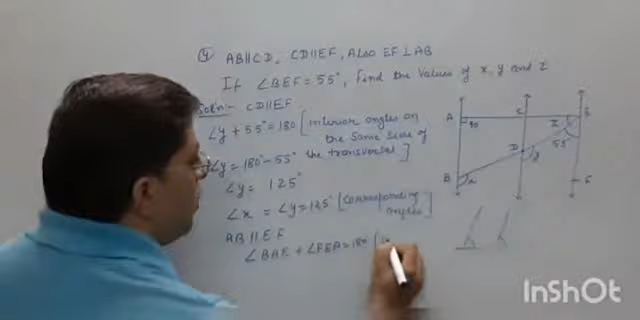 ④ AB∥CD, CD∥EF, Also EF⊥AB
If ∠BEF=55°, Find the values of x, y and z
Soln:- CD∥EF
∠y + 55°=180 [interior angles on
the same side of
the transversal]
∠y=180°-55°
∠y= 125°
∠x = ∠y=125° [corresponding
angles]
AB∥EF
∠BAE + ∠FEA=180 [
A
C
E
90
z
55°
D
y
B
x
F
InShOt